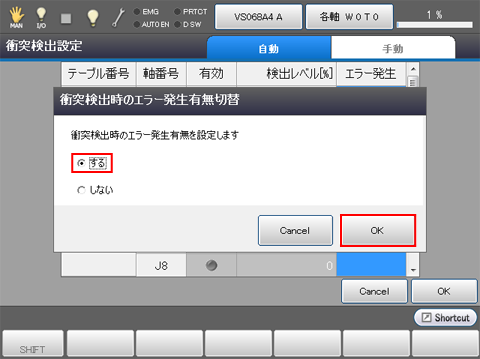 MAN
I/O
EMG
PRTCT
AUTO EN
D SW
VS068A4 A
各軸 W 0 T 0
1 %
衝突検出設定
自動
手動
テーブル番号 軸番号 有効 検出レベル[%] エラー発生
衝突検出時のエラー発生有無切替
衝突検出時のエラー発生有無を設定します
する
しない
Cancel
OK
J8
0
Cancel
OK
Shortcut
SHIFT